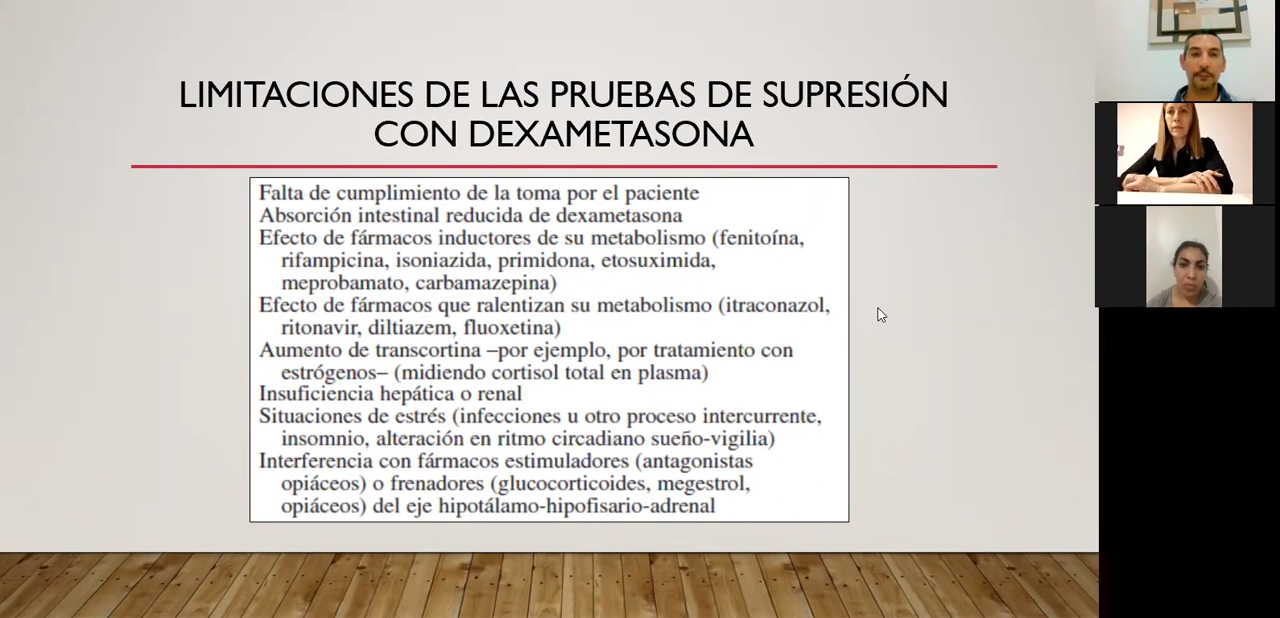 LIMITACIONES DE LAS PRUEBAS DE SUPRESIÓN
CON DEXAMETASONA
Falta de cumplimiento de la toma por el paciente
Absorción intestinal reducida de dexametasona
Efecto de fármacos inductores de su metabolismo (fenitoína,
rifampicina, isoniazida, primidona, etosuximida,
meprobamato, carbamazepina)
Efecto de fármacos que ralentizan su metabolismo (itraconazol,
ritonavir, diltiazem, fluoxetina)
Aumento de transcortina –por ejemplo, por tratamiento con
estrógenos– (midiendo cortisol total en plasma)
Insuficiencia hepática o renal
Situaciones de estrés (infecciones u otro proceso intercurrente,
insomnio, alteración en ritmo circadiano sueño-vigilia)
Interferencia con fármacos estimuladores (antagonistas
opiáceos) o frenadores (glucocorticoides, megestrol,
opiáceos) del eje hipotálamo-hipofisario-adrenal